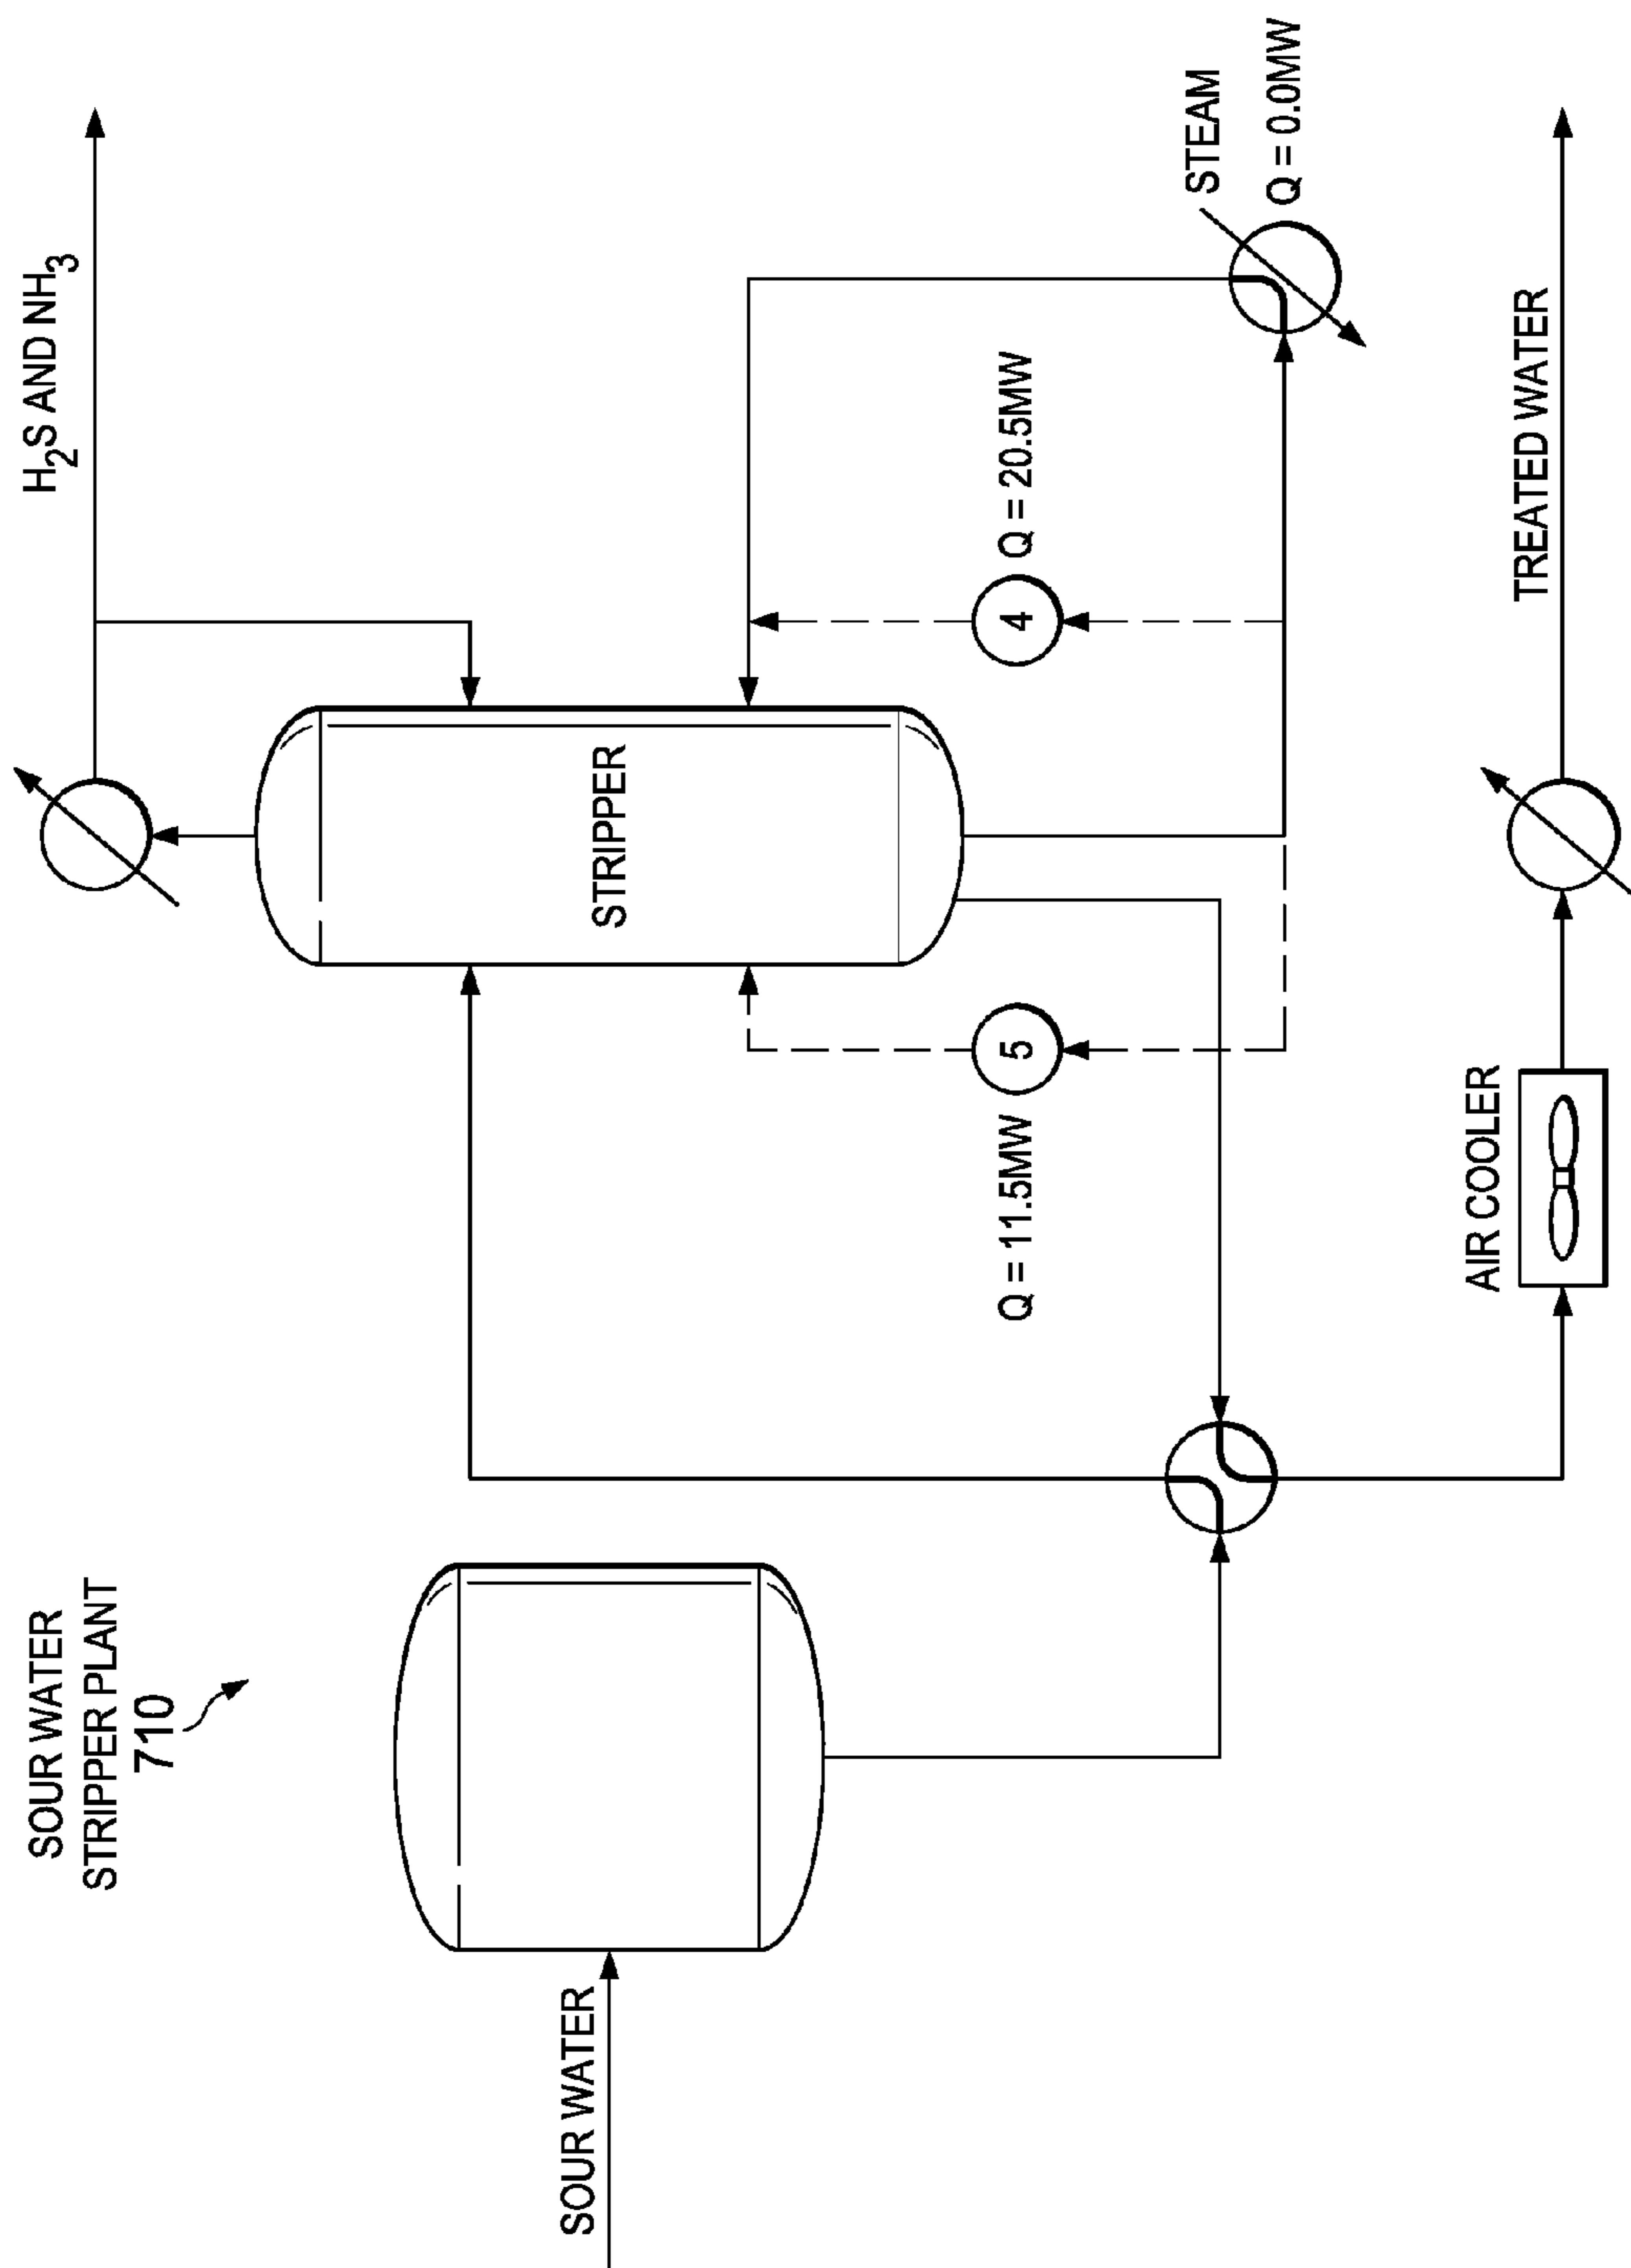 SOUR WATER
STRIPPER PLANT
710
H₂S AND NH₃
SOUR WATER
STRIPPER
Q = 11.5MW
5
4
Q = 20.5MW
STEAM
Q = 0.0MW
AIR COOLER
TREATED WATER